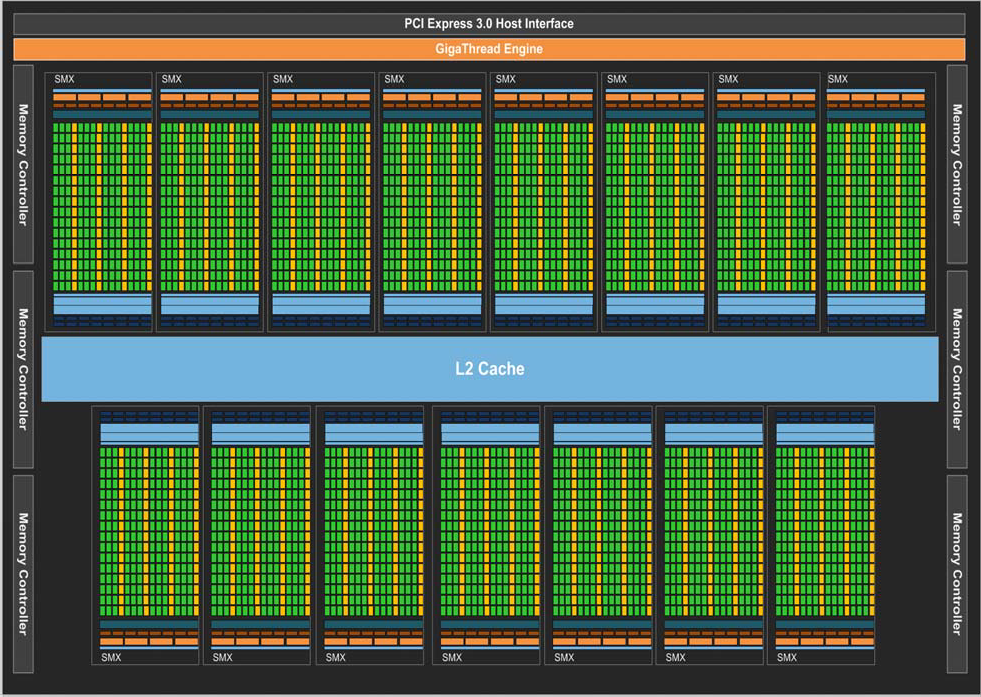 PCI Express 3.0 Host Interface
GigaThread Engine
Memory Controller
SMX
SMX
SMX
SMX
SMX
SMX
SMX
SMX
Memory Controller
Memory Controller
L2 Cache
Memory Controller
Memory Controller
SMX
SMX
SMX
SMX
SMX
SMX
SMX
Memory Controller